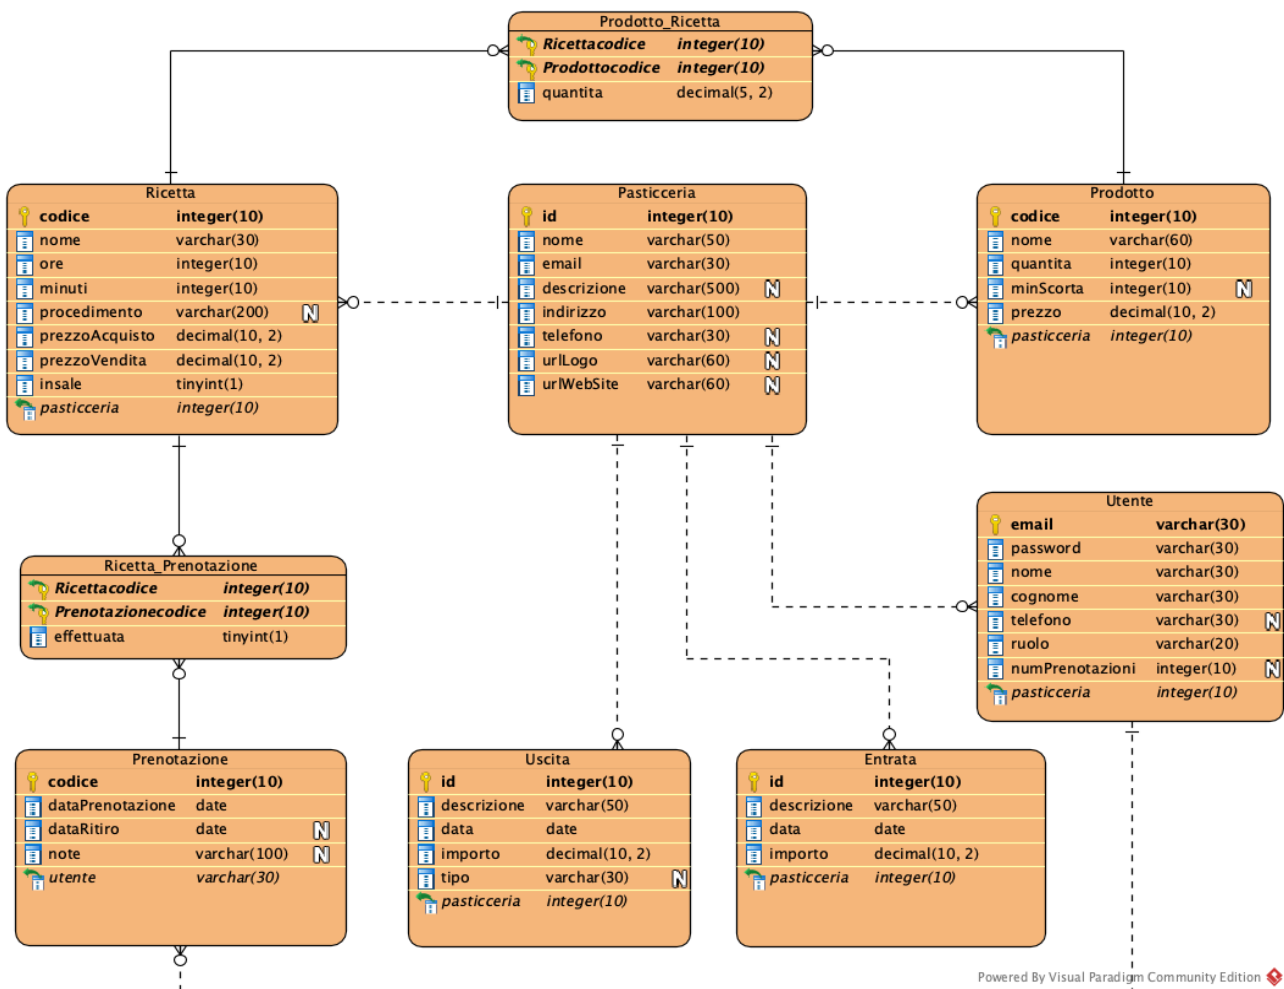 Prodotto_Ricetta
Ricettacodice integer(10)
Prodottocodice integer(10)
quantita decimal(5, 2)
Ricetta
codice integer(10)
nome varchar(30)
ore integer(10)
minuti integer(10)
procedimento varchar(200) N
prezzoAcquisto decimal(10, 2)
prezzoVendita decimal(10, 2)
insale tinyint(1)
pasticceria integer(10)
Pasticceria
id integer(10)
nome varchar(50)
email varchar(30)
descrizione varchar(500) N
indirizzo varchar(100)
telefono varchar(30) N
urlLogo varchar(60) N
urlWebSite varchar(60) N
Prodotto
codice integer(10)
nome varchar(60)
quantita integer(10)
minScorta integer(10) N
prezzo decimal(10, 2)
pasticceria integer(10)
Utente
email varchar(30)
password varchar(30)
nome varchar(30)
cognome varchar(30)
telefono varchar(30) N
ruolo varchar(20)
numPrenotazioni integer(10) N
pasticceria integer(10)
Ricetta_Prenotazione
Ricettacodice integer(10)
Prenotazionecodice integer(10)
effettuata tinyint(1)
Prenotazione
codice integer(10)
dataPrenotazione date
dataRitiro date N
note varchar(100) N
utente varchar(30)
Uscita
id integer(10)
descrizione varchar(50)
data date
importo decimal(10, 2)
tipo varchar(30) N
pasticceria integer(10)
Entrata
id integer(10)
descrizione varchar(50)
data date
importo decimal(10, 2)
pasticceria integer(10)
Powered By Visual Paradigm Community Edition